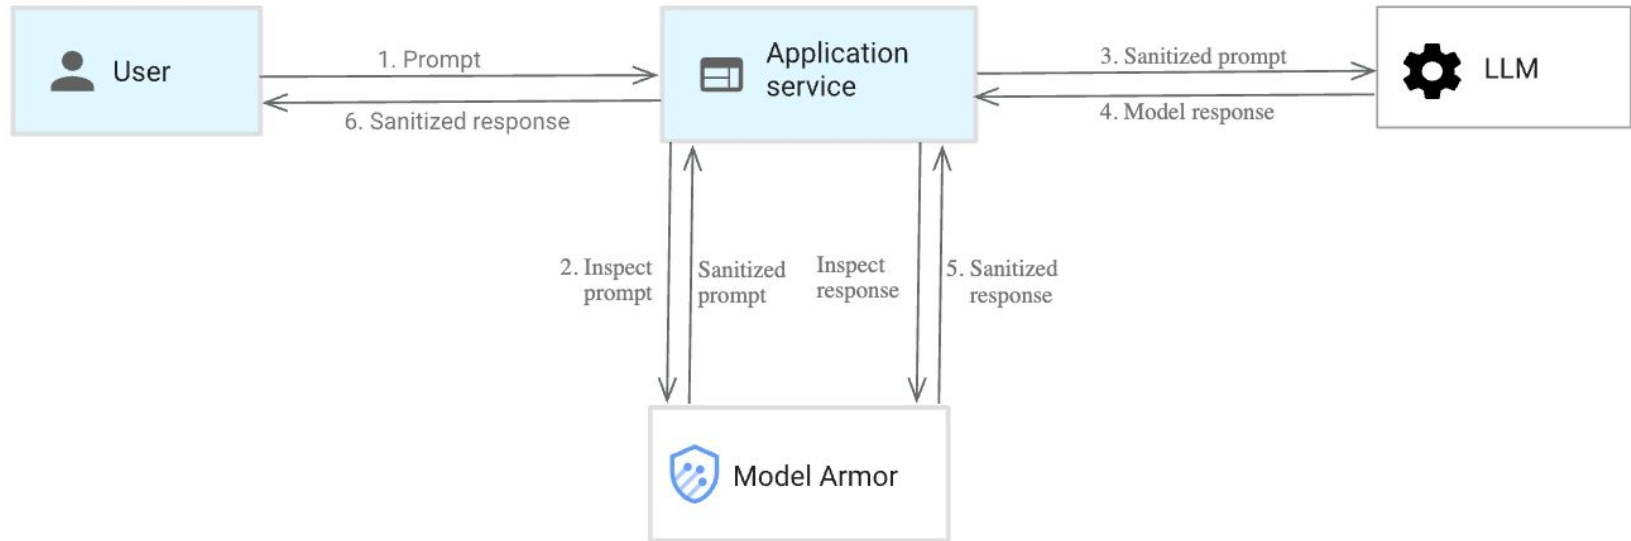 User
1. Prompt
6. Sanitized response
Application
service
3. Sanitized prompt
4. Model response
LLM
2. Inspect
prompt
Sanitized
prompt
Inspect
response
5. Sanitized
response
Model Armor